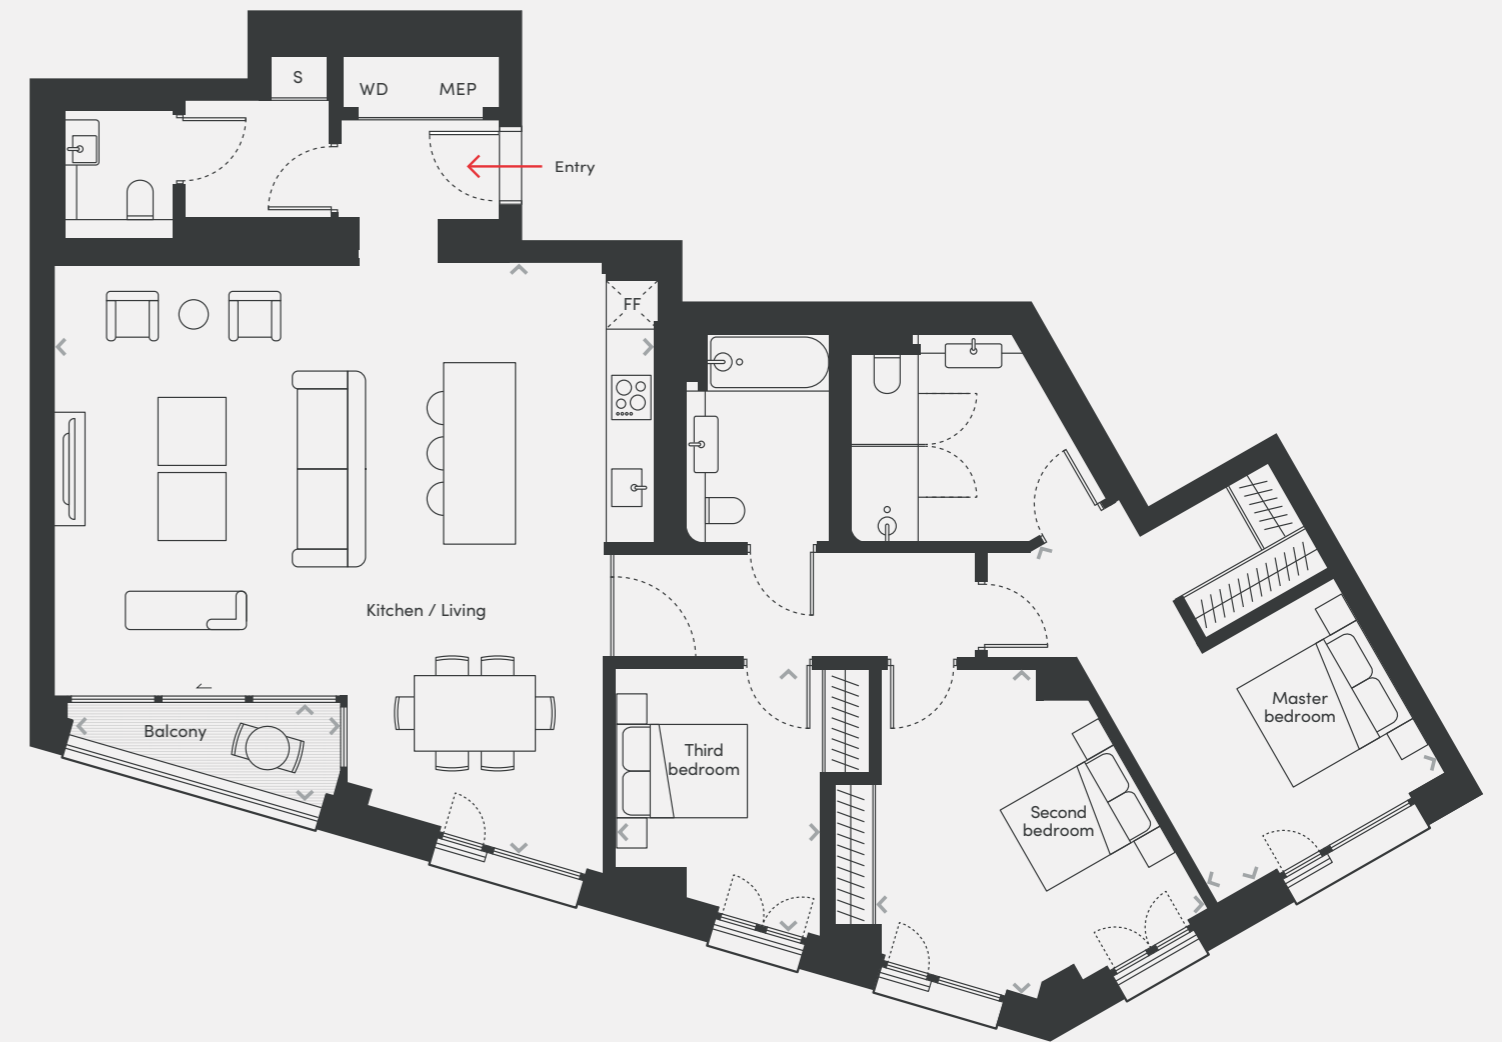 S
WD
MEP
Entry
FF
Kitchen / Living
Balcony
Third
bedroom
Second
bedroom
Master
bedroom